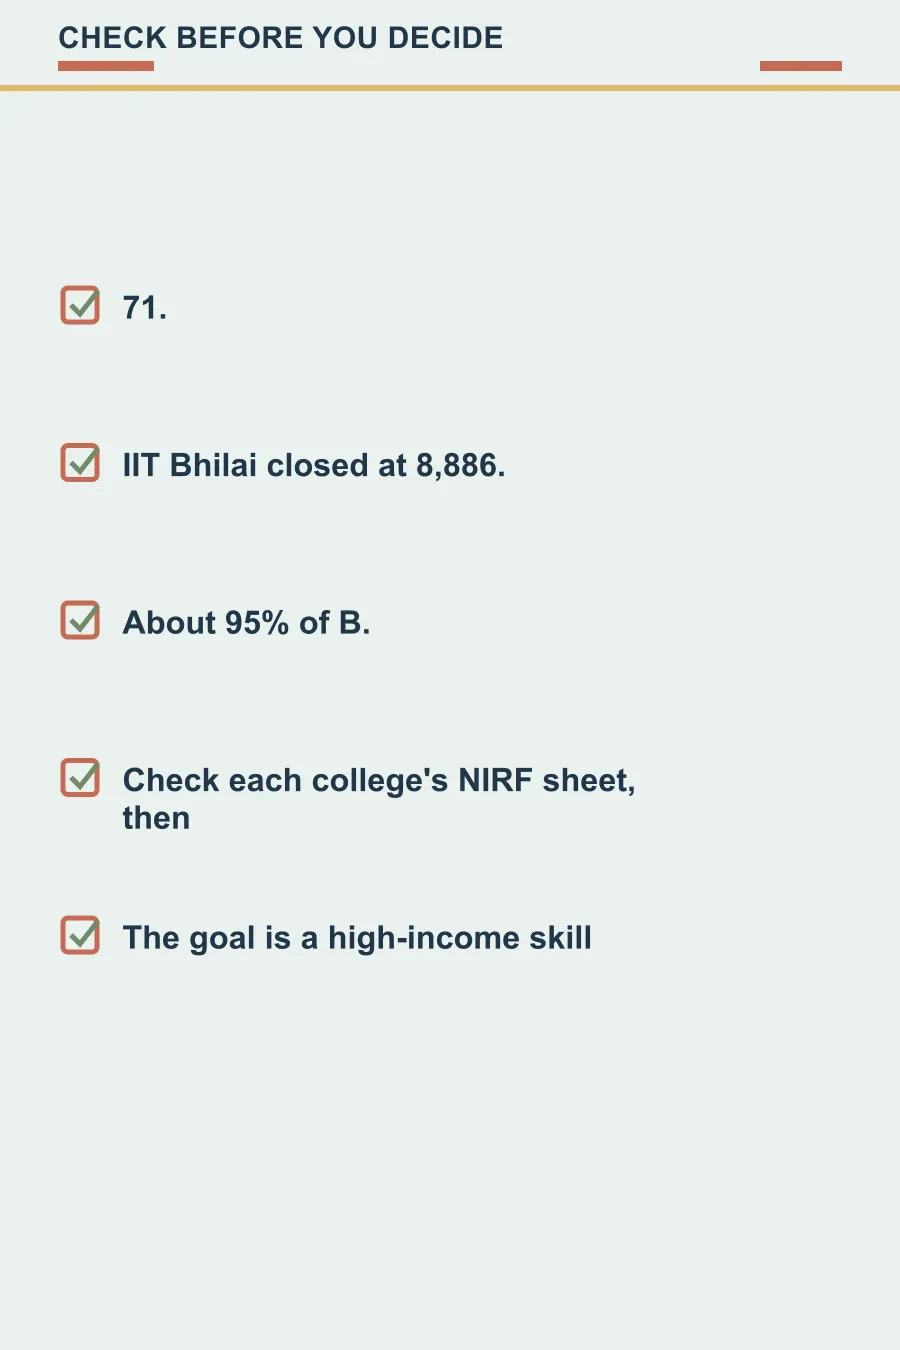 CHECK BEFORE YOU DECIDE
71.
IIT Bhilai closed at 8,886.
About 95% of B.
Check each college's NIRF sheet,
then
The goal is a high-income skill